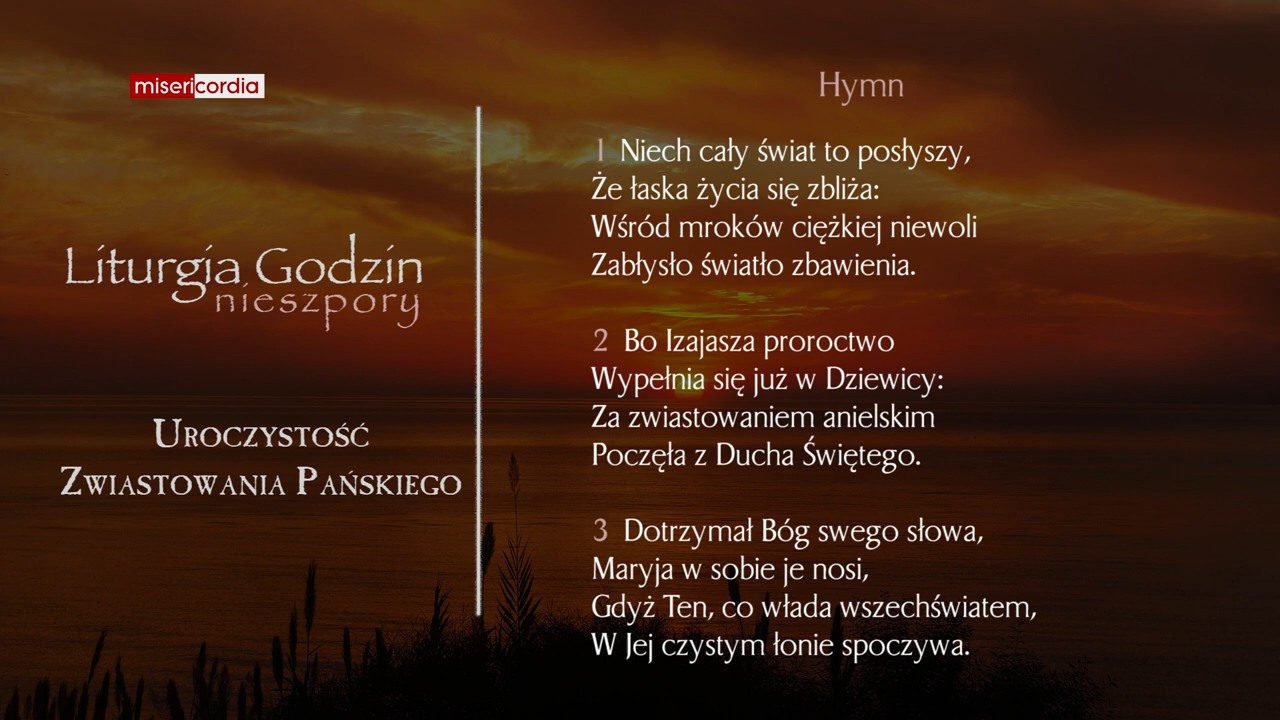 misericordia
Liturgia Godzin
nieszpory
Uroczystość
Zwiastowania Pańskiego
Hymn
1 Niech cały świat to posłyszy,
Że łaska życia się zbliża:
Wśród mroków ciężkiej niewoli
Zabłysło światło zbawienia.
2 Bo Izajasza proroctwo
Wypełnia się już w Dziewicy:
Za zwiastowaniem anielskim
Poczęła z Ducha Świętego.
3 Dotrzymał Bóg swego słowa,
Maryja w sobie je nosi,
Gdyż Ten, co włada wszechświatem,
W Jej czystym łonie spoczywa.